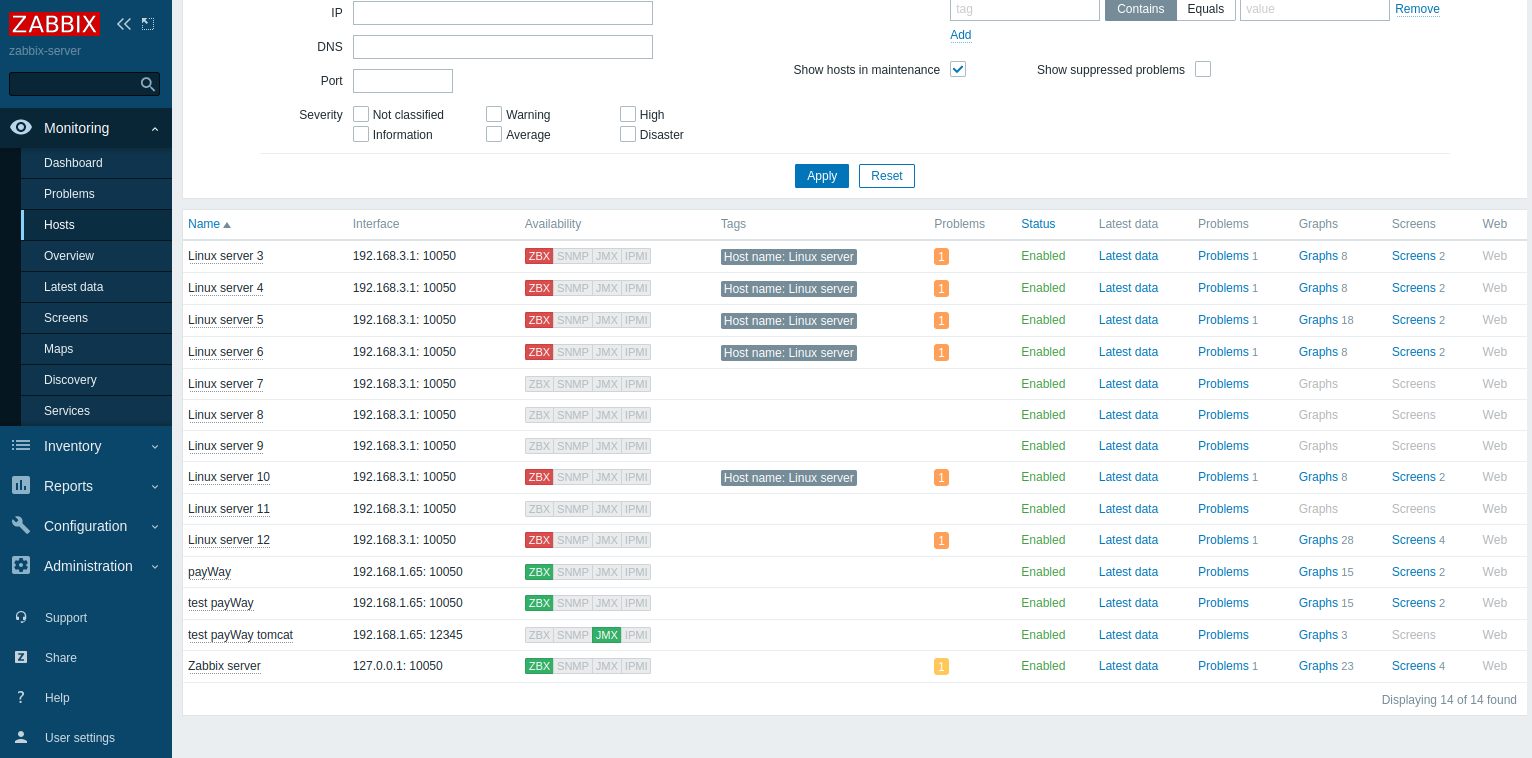 ZABBIX
zabbix-server
Monitoring
Dashboard
Problems
Hosts
Overview
Latest data
Screens
Maps
Discovery
Services
Inventory
Reports
Configuration
Administration
Support
Share
Help
User settings
IP
DNS
Port
Severity
Not classified Warning High
Information Average Disaster
tag Contains Equals value Remove
Add
Show hosts in maintenance Show suppressed problems
Apply Reset
Name Interface Availability Tags Problems Status Latest data Problems Graphs Screens Web
Linux server 3 192.168.3.1: 10050 ZBX SNMP JMX IPMI Host name: Linux server 1 Enabled Latest data Problems 1 Graphs 8 Screens 2 Web
Linux server 4 192.168.3.1: 10050 ZBX SNMP JMX IPMI Host name: Linux server 1 Enabled Latest data Problems 1 Graphs 8 Screens 2 Web
Linux server 5 192.168.3.1: 10050 ZBX SNMP JMX IPMI Host name: Linux server 1 Enabled Latest data Problems 1 Graphs 18 Screens 2 Web
Linux server 6 192.168.3.1: 10050 ZBX SNMP JMX IPMI Host name: Linux server 1 Enabled Latest data Problems 1 Graphs 8 Screens 2 Web
Linux server 7 192.168.3.1: 10050 ZBX SNMP JMX IPMI Enabled Latest data Problems Graphs Screens Web
Linux server 8 192.168.3.1: 10050 ZBX SNMP JMX IPMI Enabled Latest data Problems Graphs Screens Web
Linux server 9 192.168.3.1: 10050 ZBX SNMP JMX IPMI Enabled Latest data Problems Graphs Screens Web
Linux server 10 192.168.3.1: 10050 ZBX SNMP JMX IPMI Host name: Linux server 1 Enabled Latest data Problems 1 Graphs 8 Screens 2 Web
Linux server 11 192.168.3.1: 10050 ZBX SNMP JMX IPMI Enabled Latest data Problems Graphs Screens Web
Linux server 12 192.168.3.1: 10050 ZBX SNMP JMX IPMI 1 Enabled Latest data Problems 1 Graphs 28 Screens 4 Web
payWay 192.168.1.65: 10050 ZBX SNMP JMX IPMI Enabled Latest data Problems Graphs 15 Screens 2 Web
test payWay 192.168.1.65: 10050 ZBX SNMP JMX IPMI Enabled Latest data Problems Graphs 15 Screens 2 Web
test payWay tomcat 192.168.1.65: 12345 ZBX SNMP JMX IPMI Enabled Latest data Problems Graphs 3 Screens Web
Zabbix server 127.0.0.1: 10050 ZBX SNMP JMX IPMI 1 Enabled Latest data Problems 1 Graphs 23 Screens 4 Web
Displaying 14 of 14 found